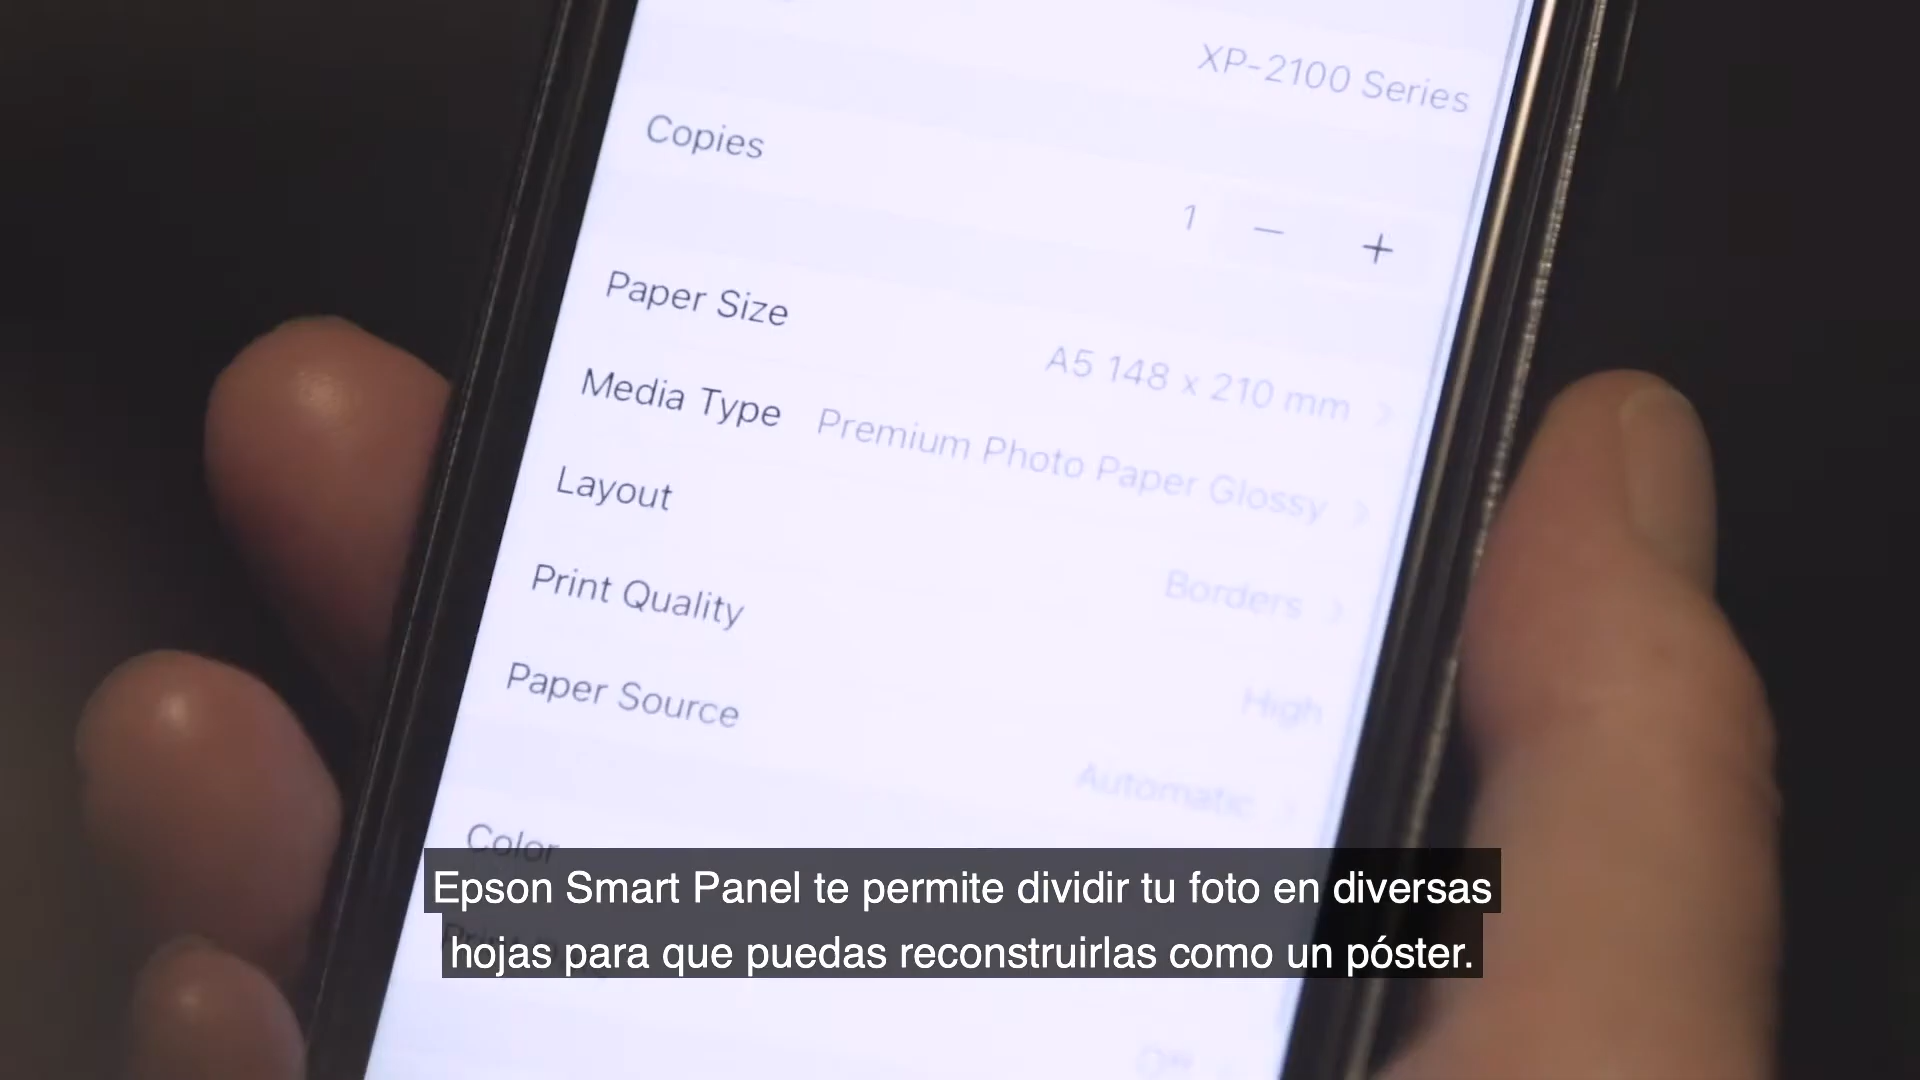 XP-2100 Series
Copies
1 − +
Paper Size
A5 148 x 210 mm
Media Type
Premium Photo Paper Glossy
Layout
Borders
Print Quality
High
Paper Source
Automatic
Color
Epson Smart Panel te permite dividir tu foto en diversas
hojas para que puedas reconstruirlas como un póster.
Off